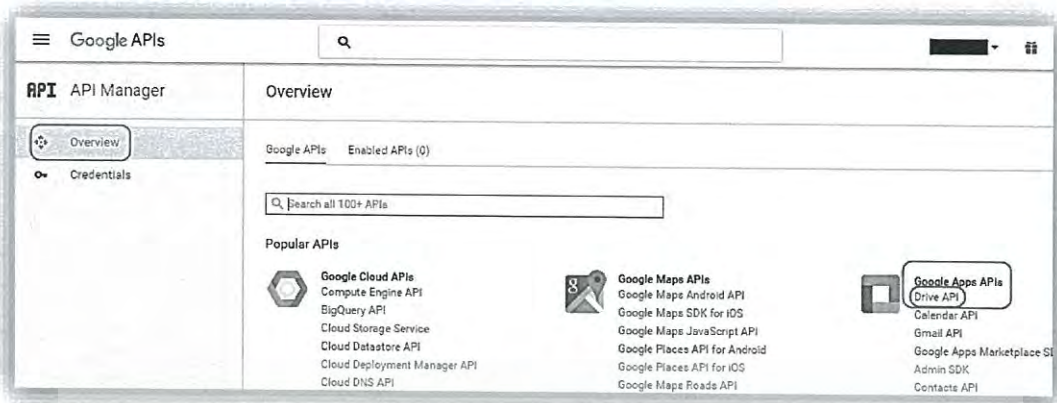 Google APIs
API API Manager
Overview
Overview
Credentials
Google APIs Enabled APIs (0)
Search all 100+ APIs
Popular APIs
Google Cloud APIs
Compute Engine API
BigQuery API
Cloud Storage Service
Cloud Datastore API
Cloud Deployment Manager API
Cloud DNS API
Google Maps APIs
Google Maps Android API
Google Maps SDK for iOS
Google Maps JavaScript API
Google Places API for Android
Google Places API for iOS
Google Maps Roads API
Google Apps APIs
Drive API
Calendar API
Gmail API
Google Apps Marketplace S
Admin SDK
Contacts API